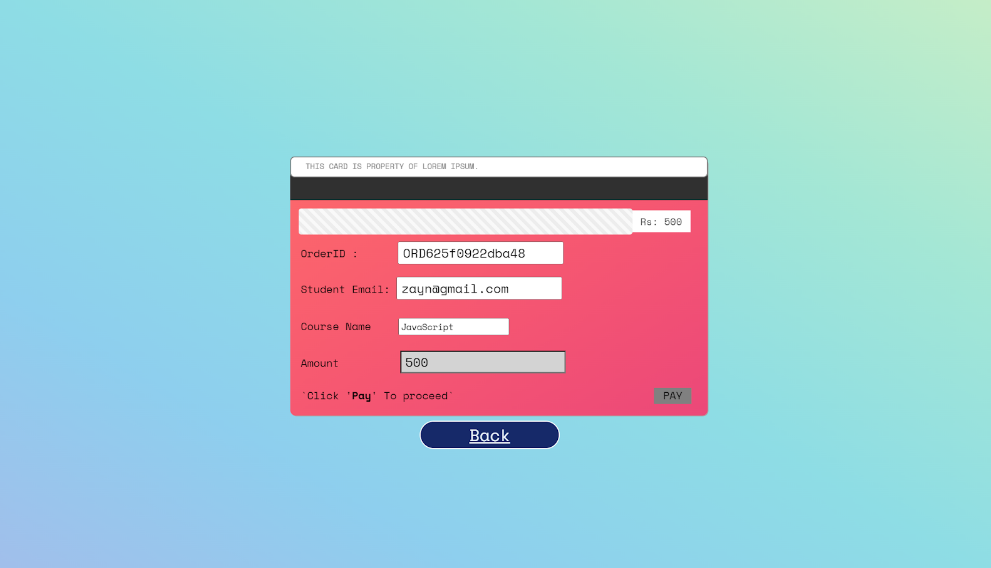 THIS CARD IS PROPERTY OF LOREM IPSUM.
Rs: 500
OrderID : ORD625f0922dba48
Student Email: zayn@gmail.com
Course Name JavaScript
Amount 500
`Click 'Pay' To proceed` PAY
Back